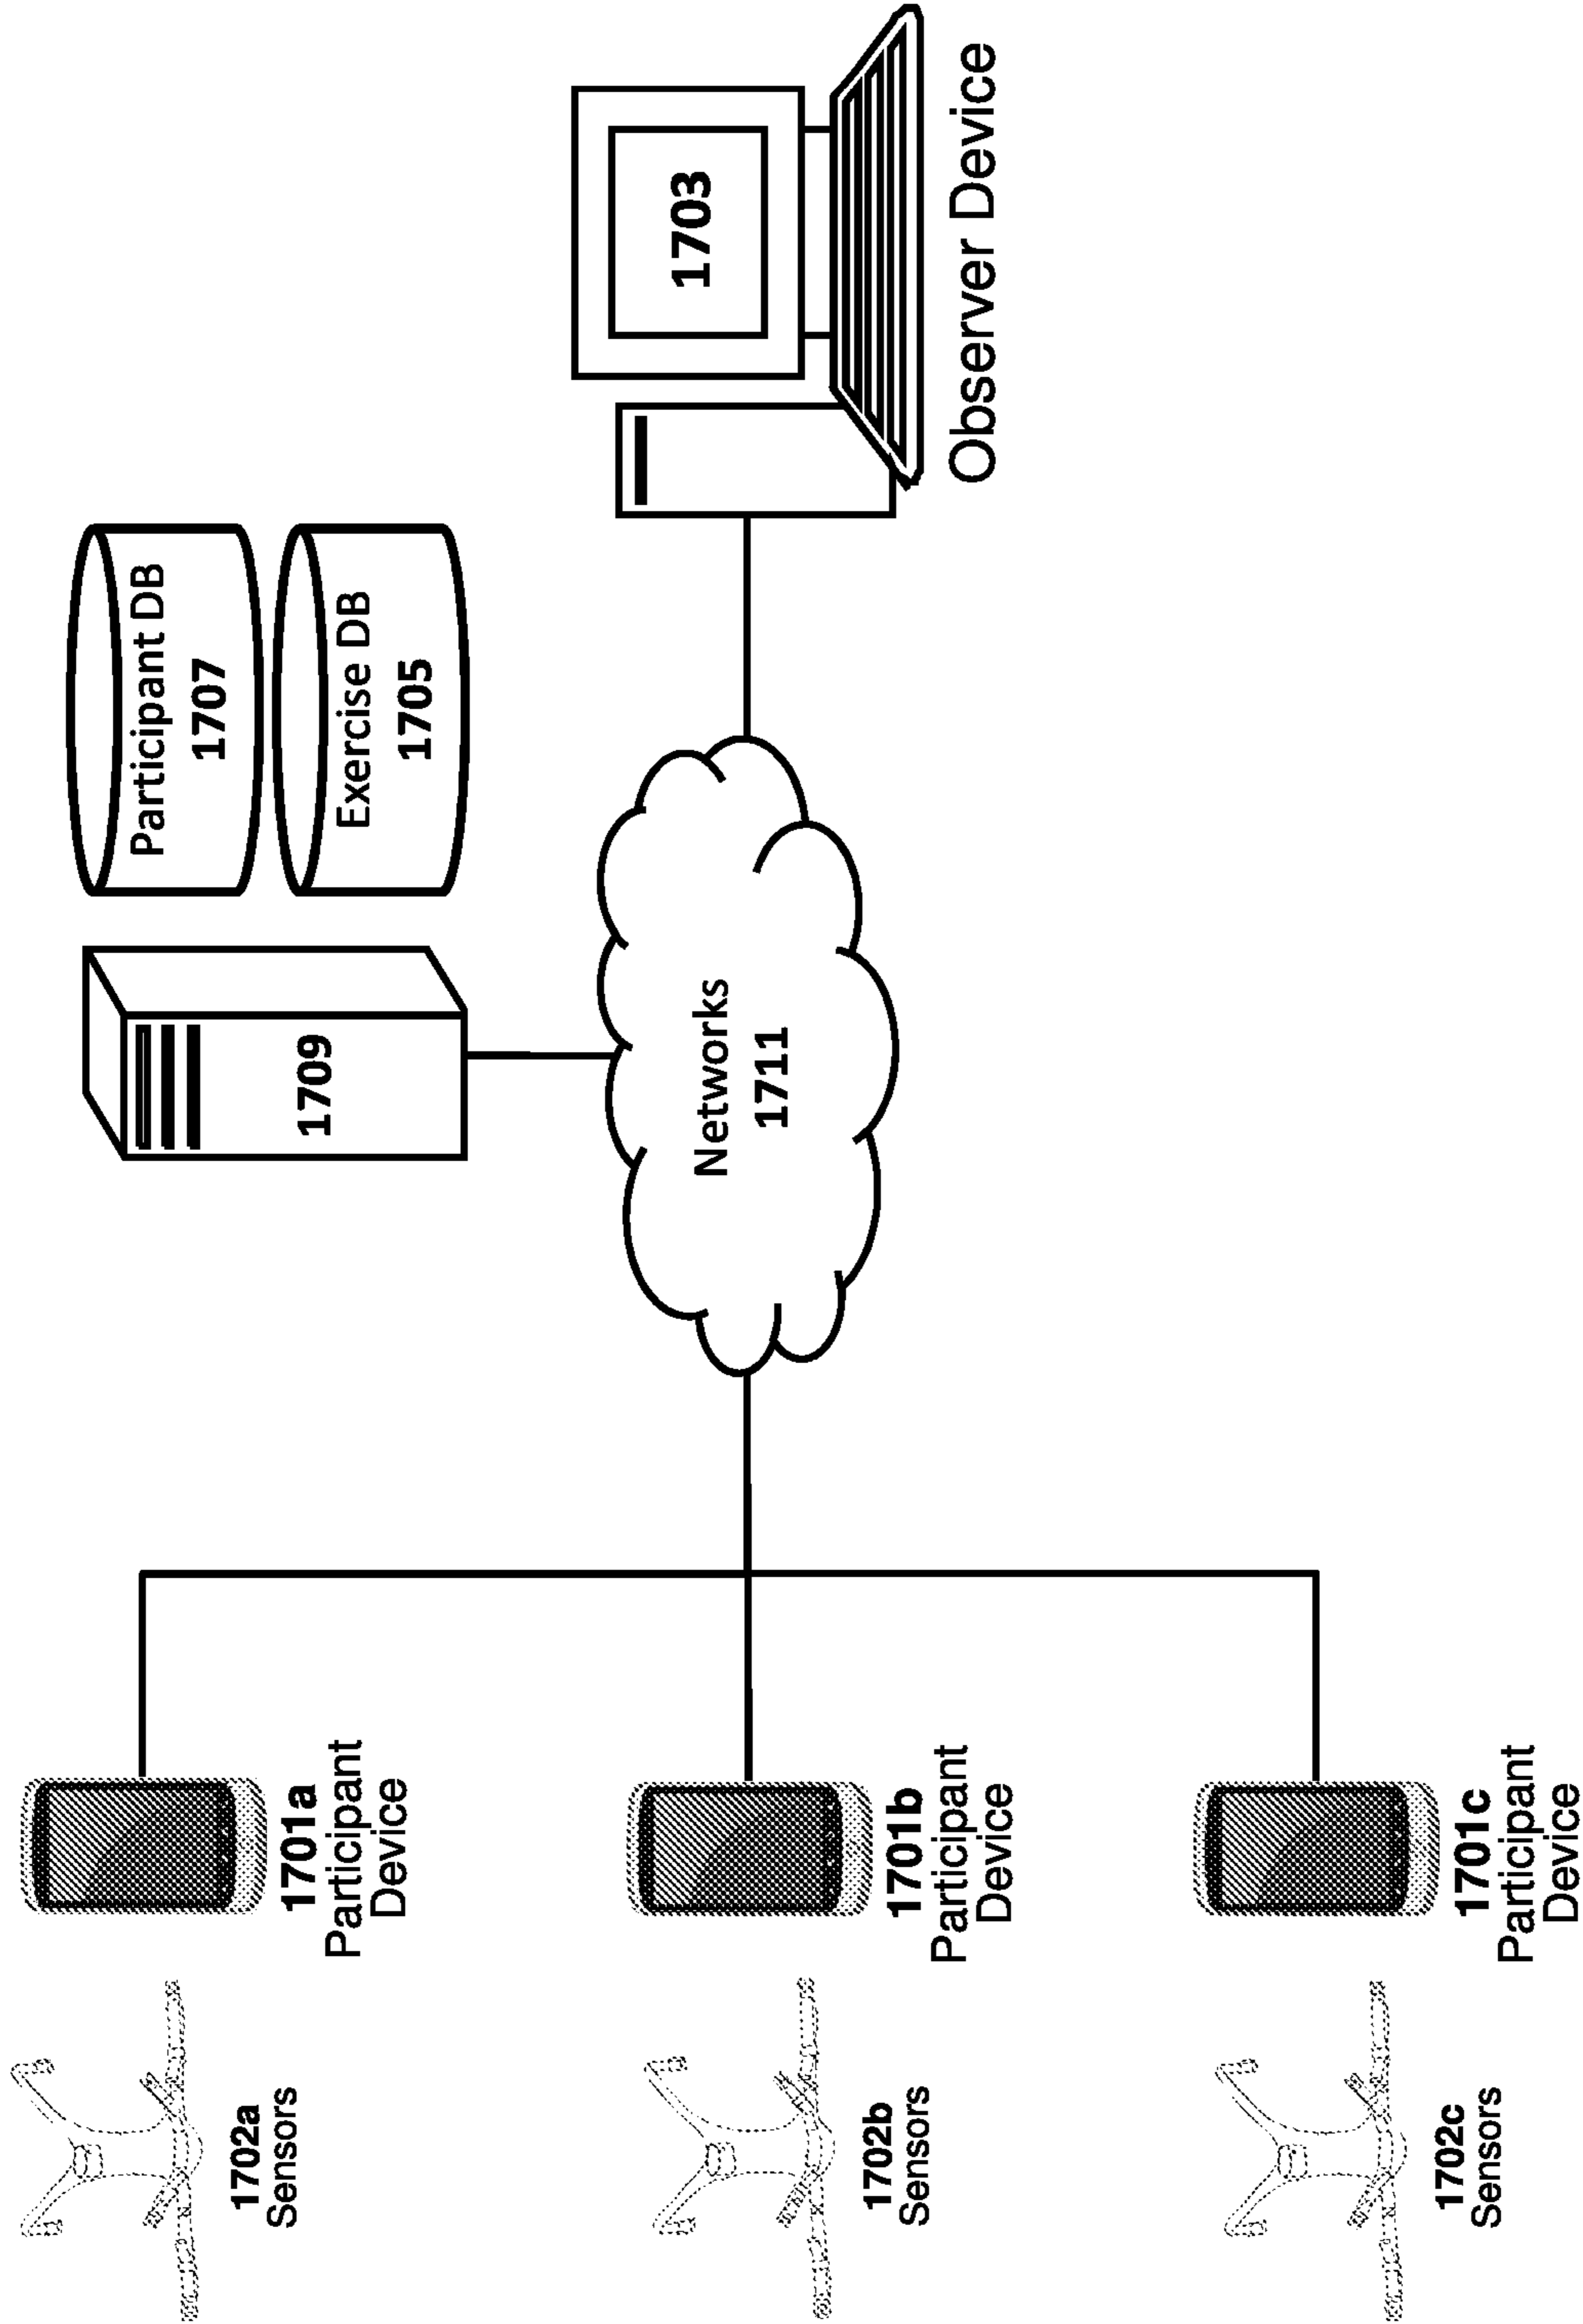 1702a
Sensors
1701a
Participant
Device
1702b
Sensors
1701b
Participant
Device
1702c
Sensors
1701c
Participant
Device
1709
Participant DB
1707
Exercise DB
1705
Networks
1711
1703
Observer Device